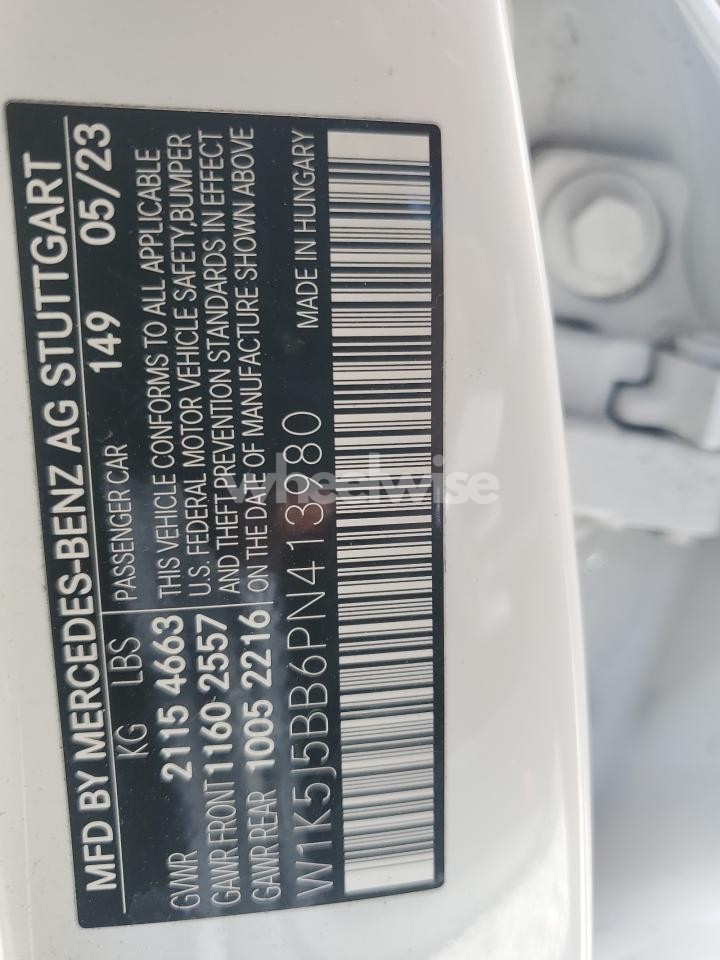 MFD BY MERCEDES-BENZ AG STUTTGART
KG LBS PASSENGER CAR 149 05/23
GVWR 2115 4663 THIS VEHICLE CONFORMS TO ALL APPLICABLE
GAWR FRONT 1160 2557 U.S. FEDERAL MOTOR VEHICLE SAFETY,BUMPER
AND THEFT PREVENTION STANDARDS IN EFFECT
GAWR REAR 1005 2216 ON THE DATE OF MANUFACTURE SHOWN ABOVE
W1K5J5BB6PN413980 MADE IN HUNGARY
wheelwise